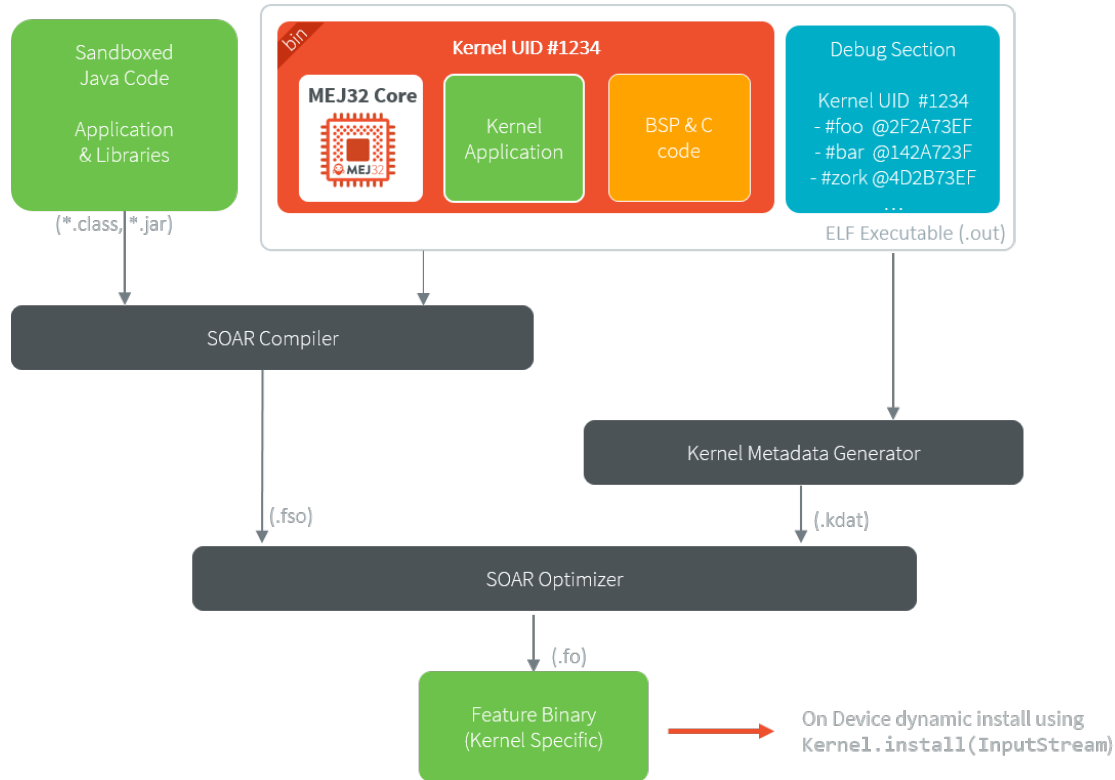 Sandboxed
Java Code
Application
& Libraries
(*.class, *.jar)
bin
Kernel UID #1234
MEJ32 Core
MEJ32
Kernel
Application
BSP & C
code
Debug Section
Kernel UID #1234
- #foo @2F2A73EF
- #bar @142A723F
- #zork @4D2B73EF
...
ELF Executable (.out)
SOAR Compiler
Kernel Metadata Generator
(.fso)
(.kdat)
SOAR Optimizer
(.fo)
Feature Binary
(Kernel Specific)
On Device dynamic install using
Kernel.install(InputStream)